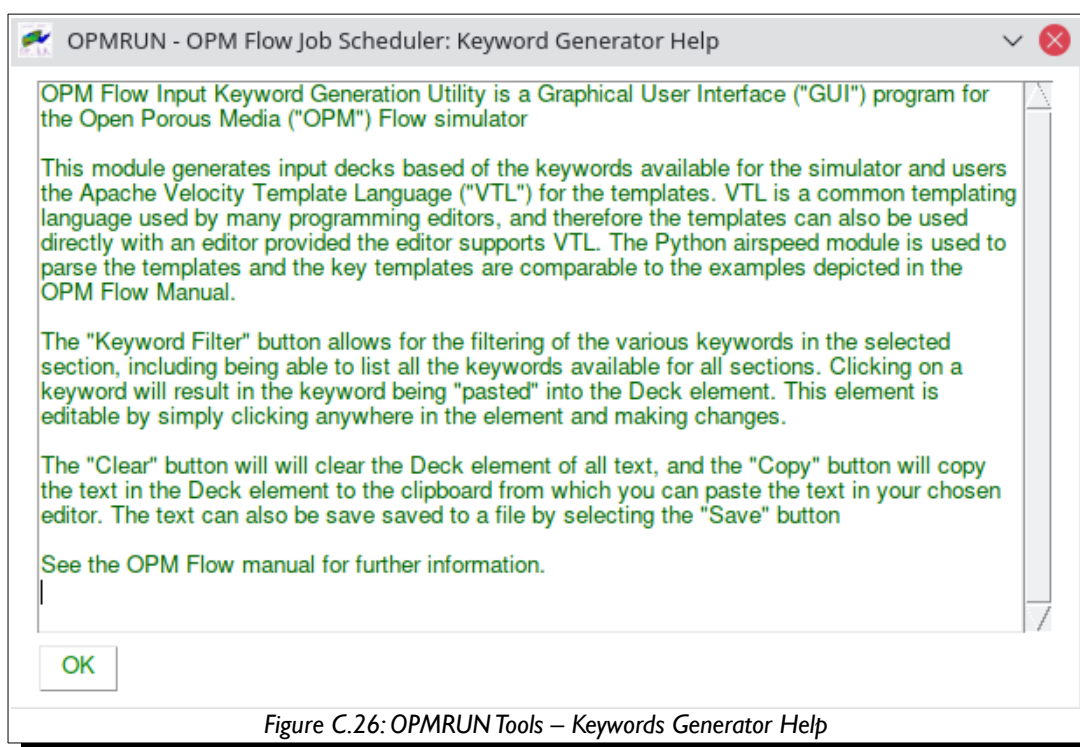 OPMRUN - OPM Flow Job Scheduler: Keyword Generator Help
OPM Flow Input Keyword Generation Utility is a Graphical User Interface ("GUI") program for
the Open Porous Media ("OPM") Flow simulator
This module generates input decks based of the keywords available for the simulator and users
the Apache Velocity Template Language ("VTL") for the templates. VTL is a common templating
language used by many programming editors, and therefore the templates can also be used
directly with an editor provided the editor supports VTL. The Python airspeed module is used to
parse the templates and the key templates are comparable to the examples depicted in the
OPM Flow Manual.
The "Keyword Filter" button allows for the filtering of the various keywords in the selected
section, including being able to list all the keywords available for all sections. Clicking on a
keyword will result in the keyword being "pasted" into the Deck element. This element is
editable by simply clicking anywhere in the element and making changes.
The "Clear" button will will clear the Deck element of all text, and the "Copy" button will copy
the text in the Deck element to the clipboard from which you can paste the text in your chosen
editor. The text can also be save saved to a file by selecting the "Save" button
See the OPM Flow manual for further information.
OK
Figure C.26: OPMRUN Tools – Keywords Generator Help